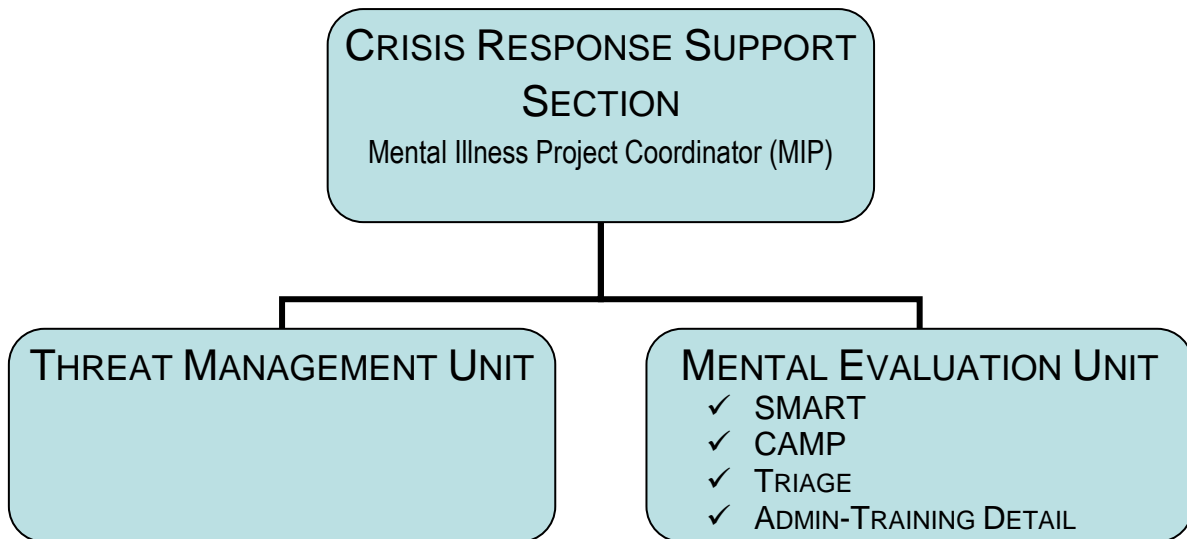 CRISIS RESPONSE SUPPORT
SECTION
Mental Illness Project Coordinator (MIP)
THREAT MANAGEMENT UNIT
MENTAL EVALUATION UNIT
✓ SMART
✓ CAMP
✓ TRIAGE
✓ ADMIN-TRAINING DETAIL